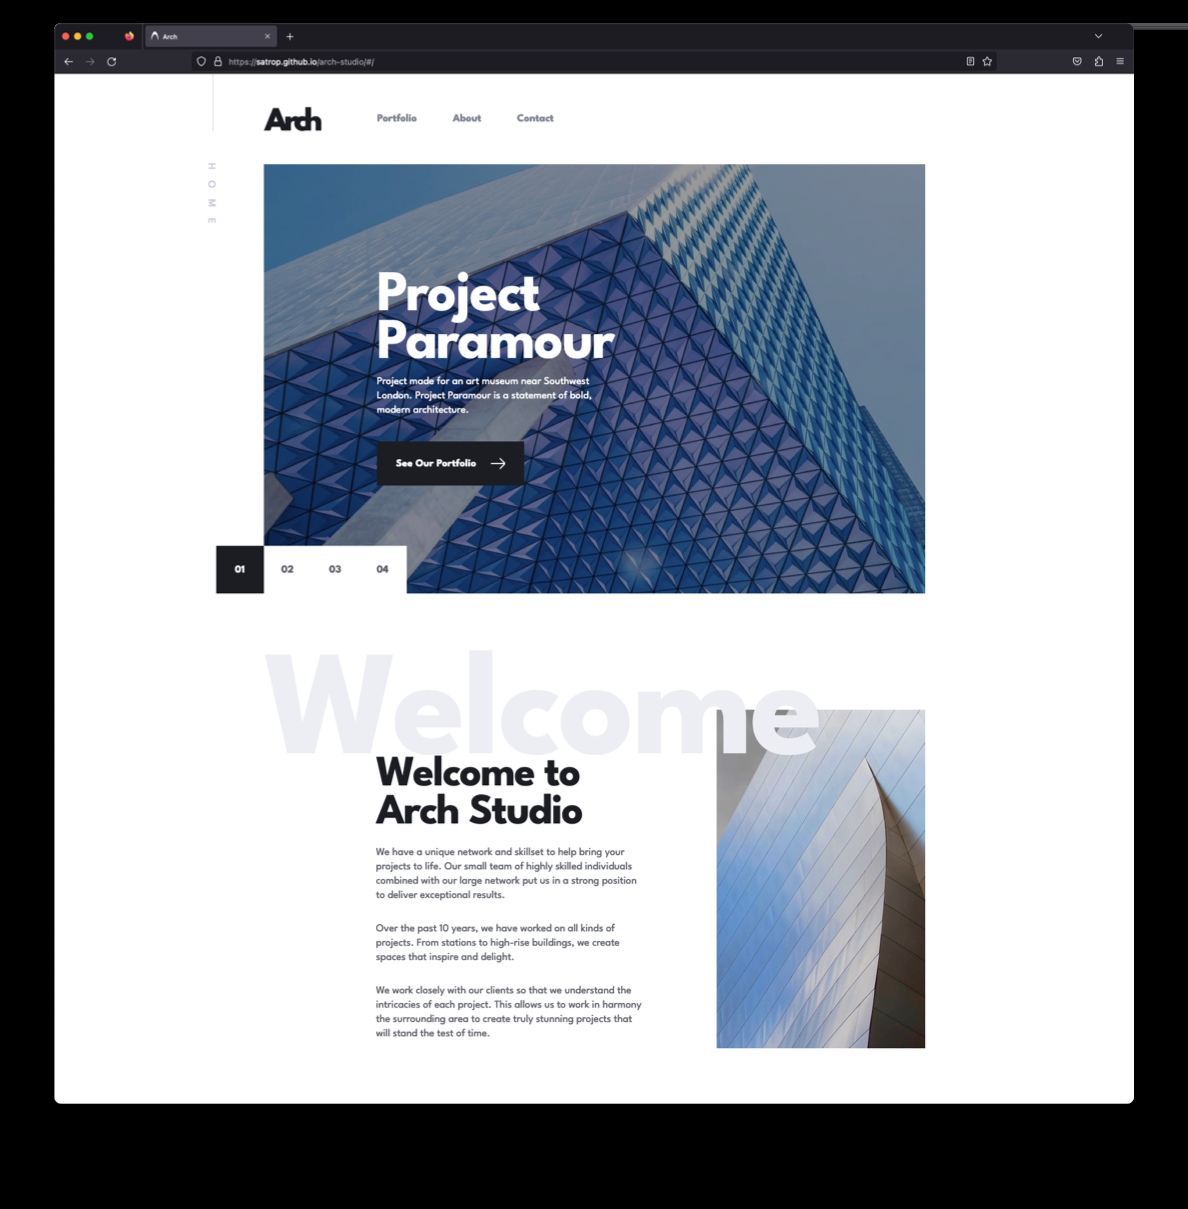 Arch
https://satrop.github.io/arch-studio/#/
Arch
Portfolio
About
Contact
HOME
Project
Paramour
Project made for an art museum near Southwest
London. Project Paramour is a statement of bold,
modern architecture.
See Our Portfolio
01
02
03
04
Welcome
Welcome to
Arch Studio
We have a unique network and skillset to help bring your
projects to life. Our small team of highly skilled individuals
combined with our large network put us in a strong position
to deliver exceptional results.
Over the past 10 years, we have worked on all kinds of
projects. From stations to high-rise buildings, we create
spaces that inspire and delight.
We work closely with our clients so that we understand the
intricacies of each project. This allows us to work in harmony
the surrounding area to create truly stunning projects that
will stand the test of time.